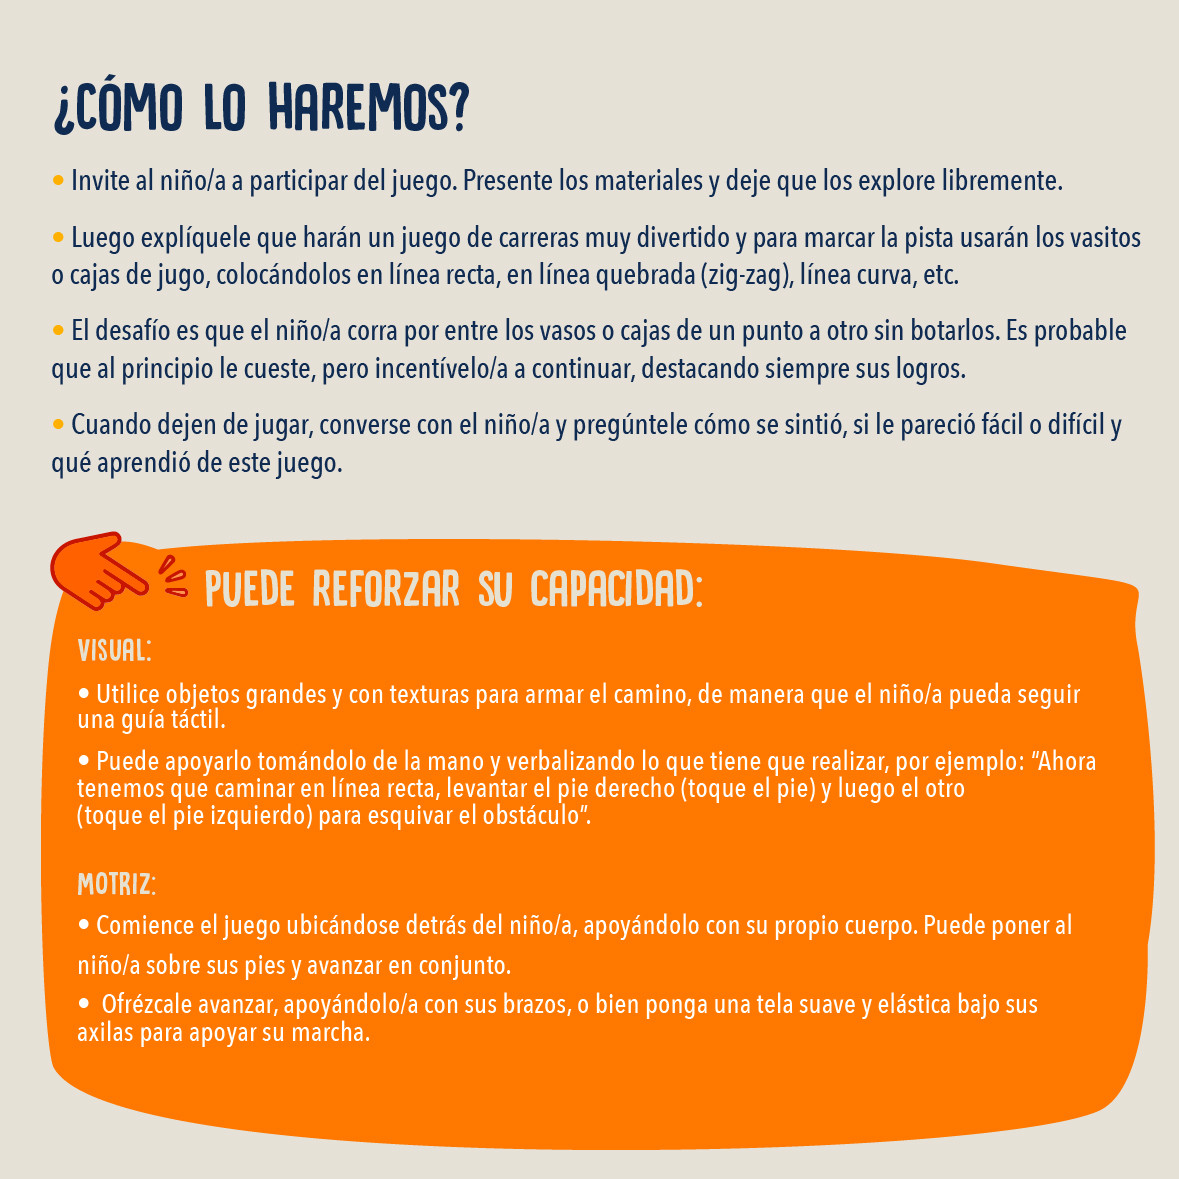 ¿CÓMO LO HAREMOS?
• Invite al niño/a a participar del juego. Presente los materiales y deje que los explore libremente.
• Luego explíquele que harán un juego de carreras muy divertido y para marcar la pista usarán los vasitos
o cajas de jugo, colocándolos en línea recta, en línea quebrada (zig-zag), línea curva, etc.
• El desafío es que el niño/a corra por entre los vasos o cajas de un punto a otro sin botarlos. Es probable
que al principio le cueste, pero incentívelo/a a continuar, destacando siempre sus logros.
• Cuando dejen de jugar, converse con el niño/a y pregúntele cómo se sintió, si le pareció fácil o difícil y
qué aprendió de este juego.
PUEDE REFORZAR SU CAPACIDAD:
VISUAL:
• Utilice objetos grandes y con texturas para armar el camino, de manera que el niño/a pueda seguir
una guía táctil.
• Puede apoyarlo tomándolo de la mano y verbalizando lo que tiene que realizar, por ejemplo: “Ahora
tenemos que caminar en línea recta, levantar el pie derecho (toque el pie) y luego el otro
(toque el pie izquierdo) para esquivar el obstáculo”.
MOTRIZ:
• Comience el juego ubicándose detrás del niño/a, apoyándolo con su propio cuerpo. Puede poner al
niño/a sobre sus pies y avanzar en conjunto.
• Ofrézcale avanzar, apoyándolo/a con sus brazos, o bien ponga una tela suave y elástica bajo sus
axilas para apoyar su marcha.